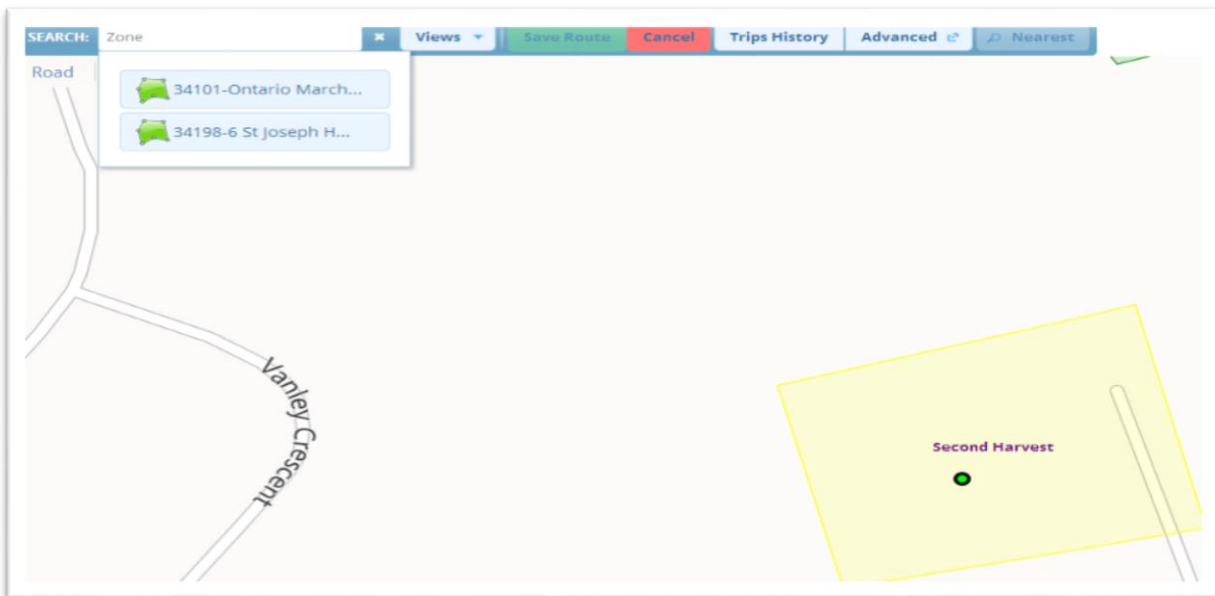 SEARCH: Zone Views Save Route Cancel Trips History Advanced Nearest
Road
34101-Ontario March...
34198-6 St Joseph H...
Vanley Crescent
Second Harvest